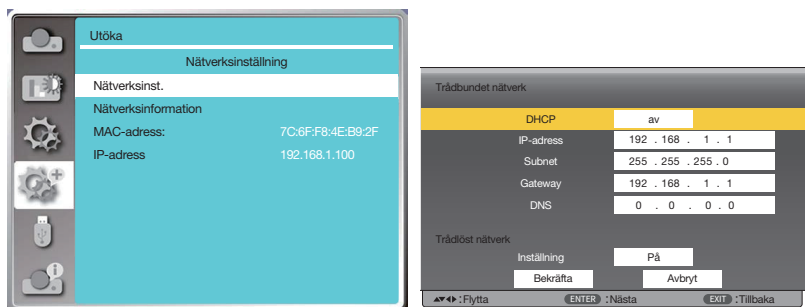 Utöka
Nätverksinställning
Nätverksinst.
Nätverksinformation
MAC-adress: 7C:6F:F8:4E:B9:2F
IP-adress 192.168.1.100
Trådbundet nätverk
DHCP av
IP-adress 192 . 168 . 1 . 1
Subnet 255 . 255 . 255 . 0
Gateway 192 . 168 . 1 . 1
DNS 0 . 0 . 0 . 0
Trådlöst nätverk
Inställning På
Bekräfta Avbryt
:Flytta ENTER :Nästa EXIT :Tillbaka